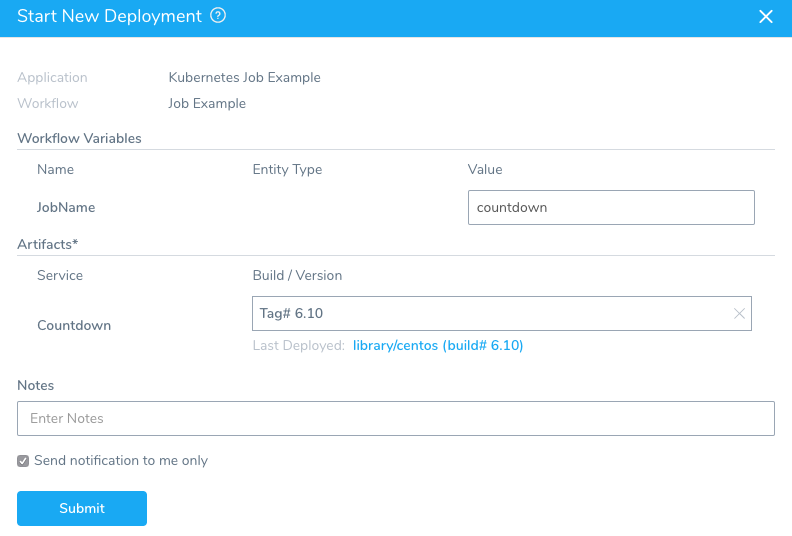 Start New Deployment ?
Application Kubernetes Job Example
Workflow Job Example
Workflow Variables
Name Entity Type Value
JobName countdown
Artifacts*
Service Build / Version
Countdown Tag# 6.10
Last Deployed: library/centos (build# 6.10)
Notes
Enter Notes
Send notification to me only
Submit